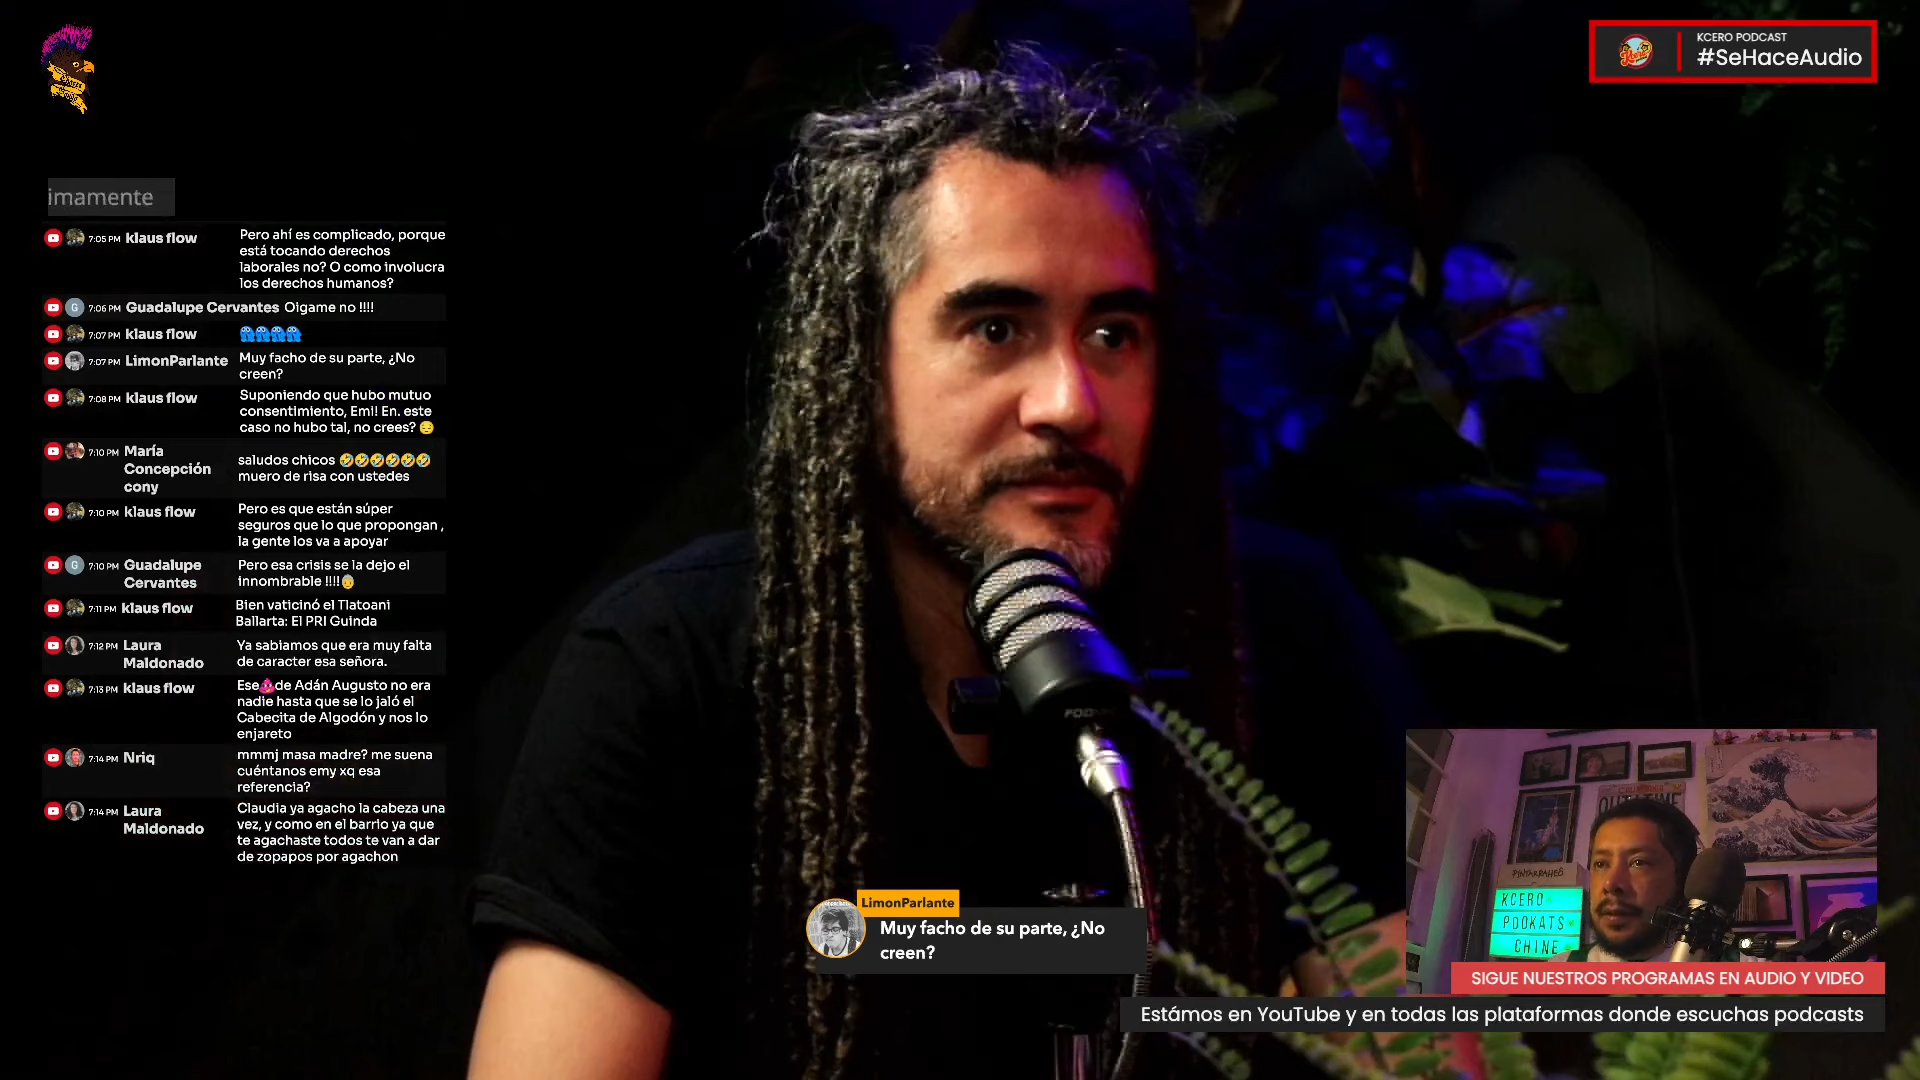 KCERO PODCAST
#SeHaceAudio
imamente
7:05 PM klaus flow Pero ahí es complicado, porque
está tocando derechos
laborales no? O como involucra
los derechos humanos?
G 7:06 PM Guadalupe Cervantes Oigame no !!!!
7:07 PM klaus flow
7:07 PM LimonParlante Muy facho de su parte, ¿No
creen?
7:08 PM klaus flow Suponiendo que hubo mutuo
consentimiento, Emi! En. este
caso no hubo tal, no crees? 😔
7:10 PM María
Concepción
cony
saludos chicos 🤣🤣🤣🤣🤣🤣
muero de risa con ustedes
7:10 PM klaus flow Pero es que están súper
seguros que lo que propongan ,
la gente los va a apoyar
G 7:10 PM Guadalupe
Cervantes
Pero esa crisis se la dejo el
innombrable !!!!👵
7:11 PM klaus flow Bien vaticinó el Tlatoani
Ballarta: El PRI Guinda
7:12 PM Laura
Maldonado
Ya sabiamos que era muy falta
de caracter esa señora.
7:13 PM klaus flow Ese💩de Adán Augusto no era
nadie hasta que se lo jaló el
Cabecita de Algodón y nos lo
enjareto
7:14 PM Nriq mmmj masa madre? me suena
cuéntanos emy xq esa
referencia?
7:14 PM Laura
Maldonado
Claudia ya agacho la cabeza una
vez, y como en el barrio ya que
te agachaste todos te van a dar
de zopapos por agachon
LimonParlante
Muy facho de su parte, ¿No
creen?
KCERO
PODKATS
CHINE
SIGUE NUESTROS PROGRAMAS EN AUDIO Y VIDEO
Estámos en YouTube y en todas las plataformas donde escuchas podcasts